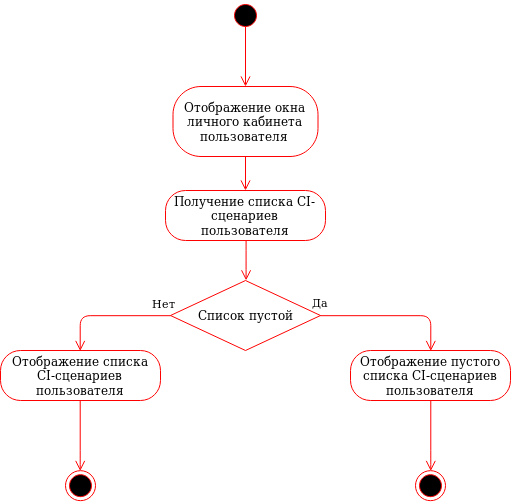 Отображение окна
личного кабинета
пользователя
Получение списка CI-
сценариев
пользователя
Список пустой
Нет
Да
Отображение списка
CI-сценариев
пользователя
Отображение пустого
списка CI-сценариев
пользователя